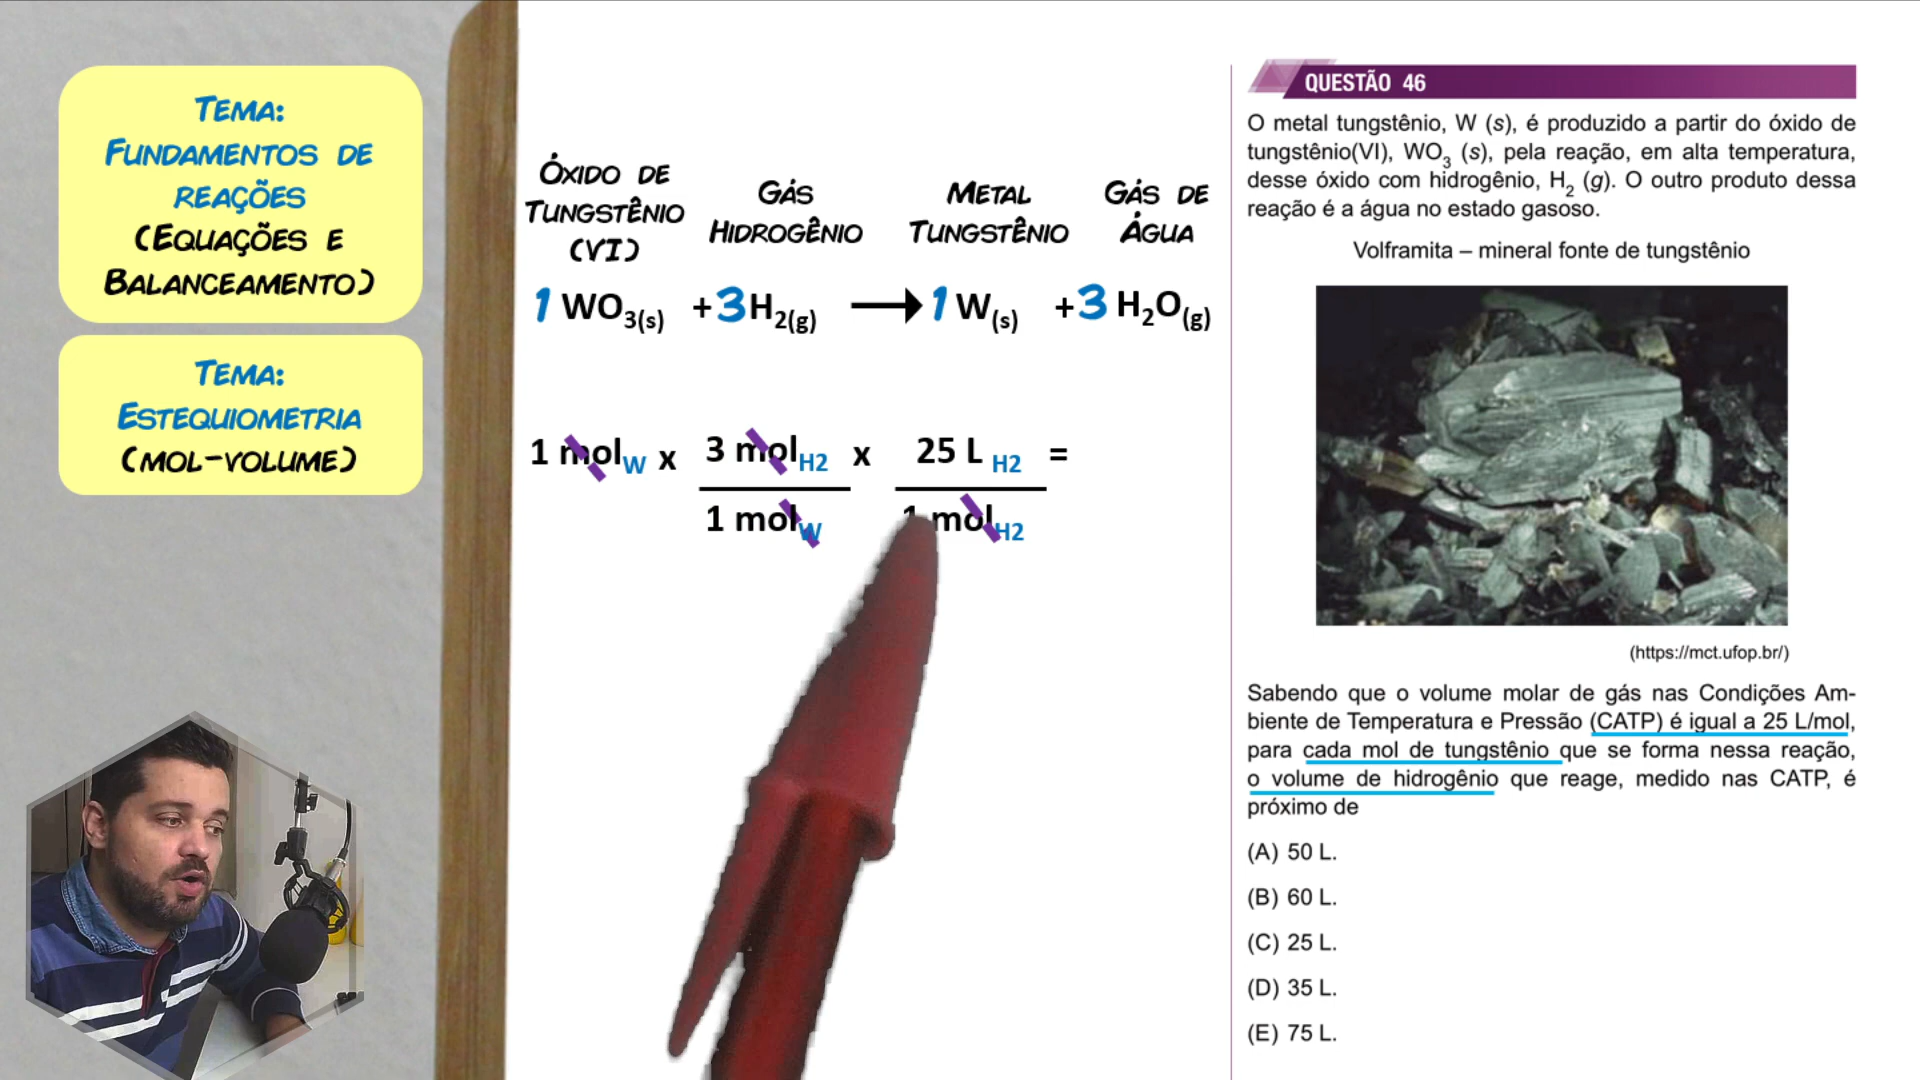 TEMA:
FUNDAMENTOS DE
REAÇÕES
(EQUAÇÕES E
BALANCEAMENTO)
TEMA:
ESTEQUIOMETRIA
(MOL-VOLUME)
ÓXIDO DE
TUNGSTÊNIO
(VI)
GÁS
HIDROGÊNIO
METAL
TUNGSTÊNIO
GÁS DE
ÁGUA
1 WO3(s) + 3 H2(g) → 1 W(s) + 3 H2O(g)
1 molW x 3 molH2 x 25 L H2 =
1 molW 1 molH2
QUESTÃO 46
O metal tungstênio, W (s), é produzido a partir do óxido de
tungstênio(VI), WO3 (s), pela reação, em alta temperatura,
desse óxido com hidrogênio, H2 (g). O outro produto dessa
reação é a água no estado gasoso.
Volframita – mineral fonte de tungstênio
(https://mct.ufop.br/)
Sabendo que o volume molar de gás nas Condições Am-
biente de Temperatura e Pressão (CATP) é igual a 25 L/mol,
para cada mol de tungstênio que se forma nessa reação,
o volume de hidrogênio que reage, medido nas CATP, é
próximo de
(A) 50 L.
(B) 60 L.
(C) 25 L.
(D) 35 L.
(E) 75 L.